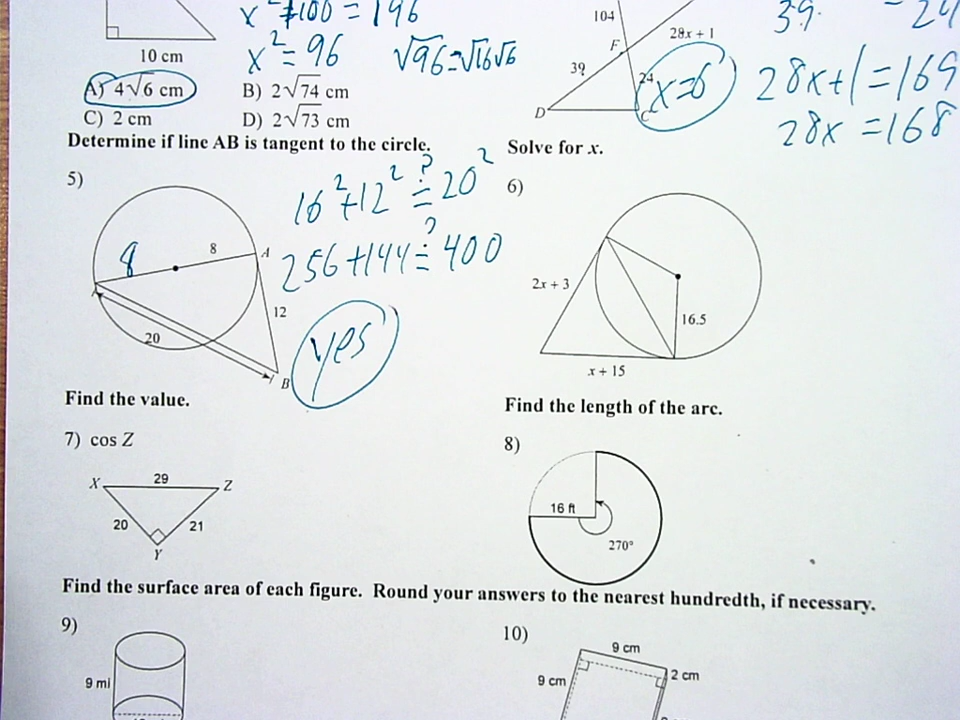 x² + 100 = 196
10 cm
x² = 96 √96 = √16√6
A) 4√6 cm B) 2√74 cm
C) 2 cm D) 2√73 cm
104
F
28x + 1
39
24
D
C
x=6
39.
= 24
28x+1 = 169
28x = 168
Determine if line AB is tangent to the circle.
Solve for x.
5)
8
8
A
12
20
B
16² + 12² ≟ 20²
256 + 144 ≟ 400
yes
6)
2x + 3
16.5
x + 15
Find the value.
7) cos Z
X
29
Z
20
21
Y
Find the length of the arc.
8)
16 ft
270°
Find the surface area of each figure. Round your answers to the nearest hundredth, if necessary.
9)
9 mi
10)
9 cm
9 cm
2 cm